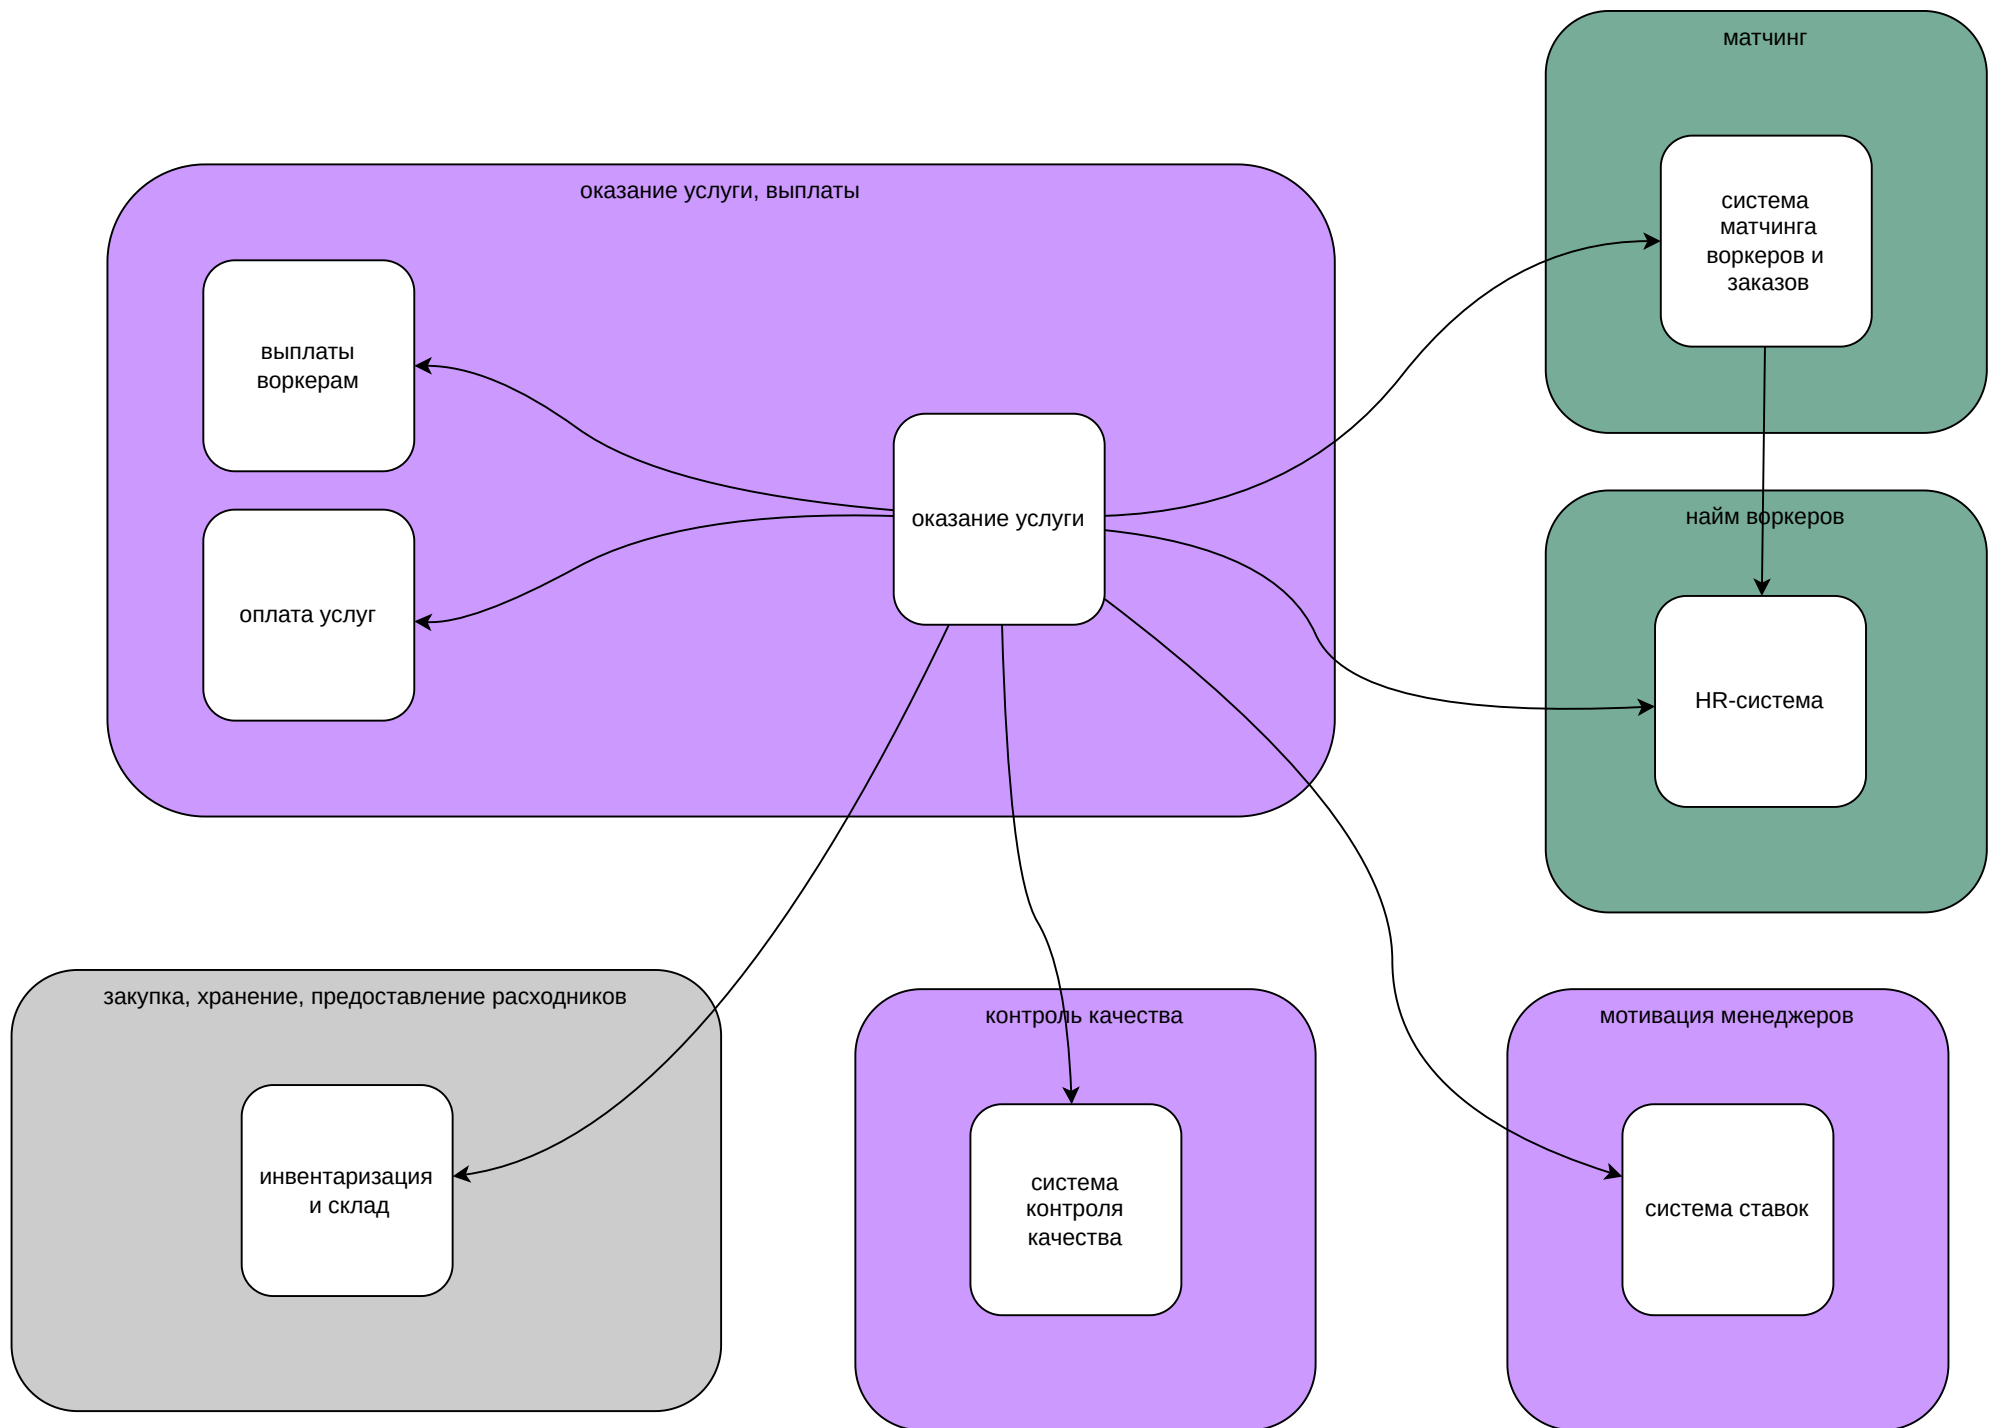 матчинг
система
матчинга
воркеров и
заказов
оказание услуги, выплаты
выплаты
воркерам
оказание услуги
оплата услуг
найм воркеров
HR-система
закупка, хранение, предоставление расходников
инвентаризация
и склад
контроль качества
система
контроля
качества
мотивация менеджеров
система ставок